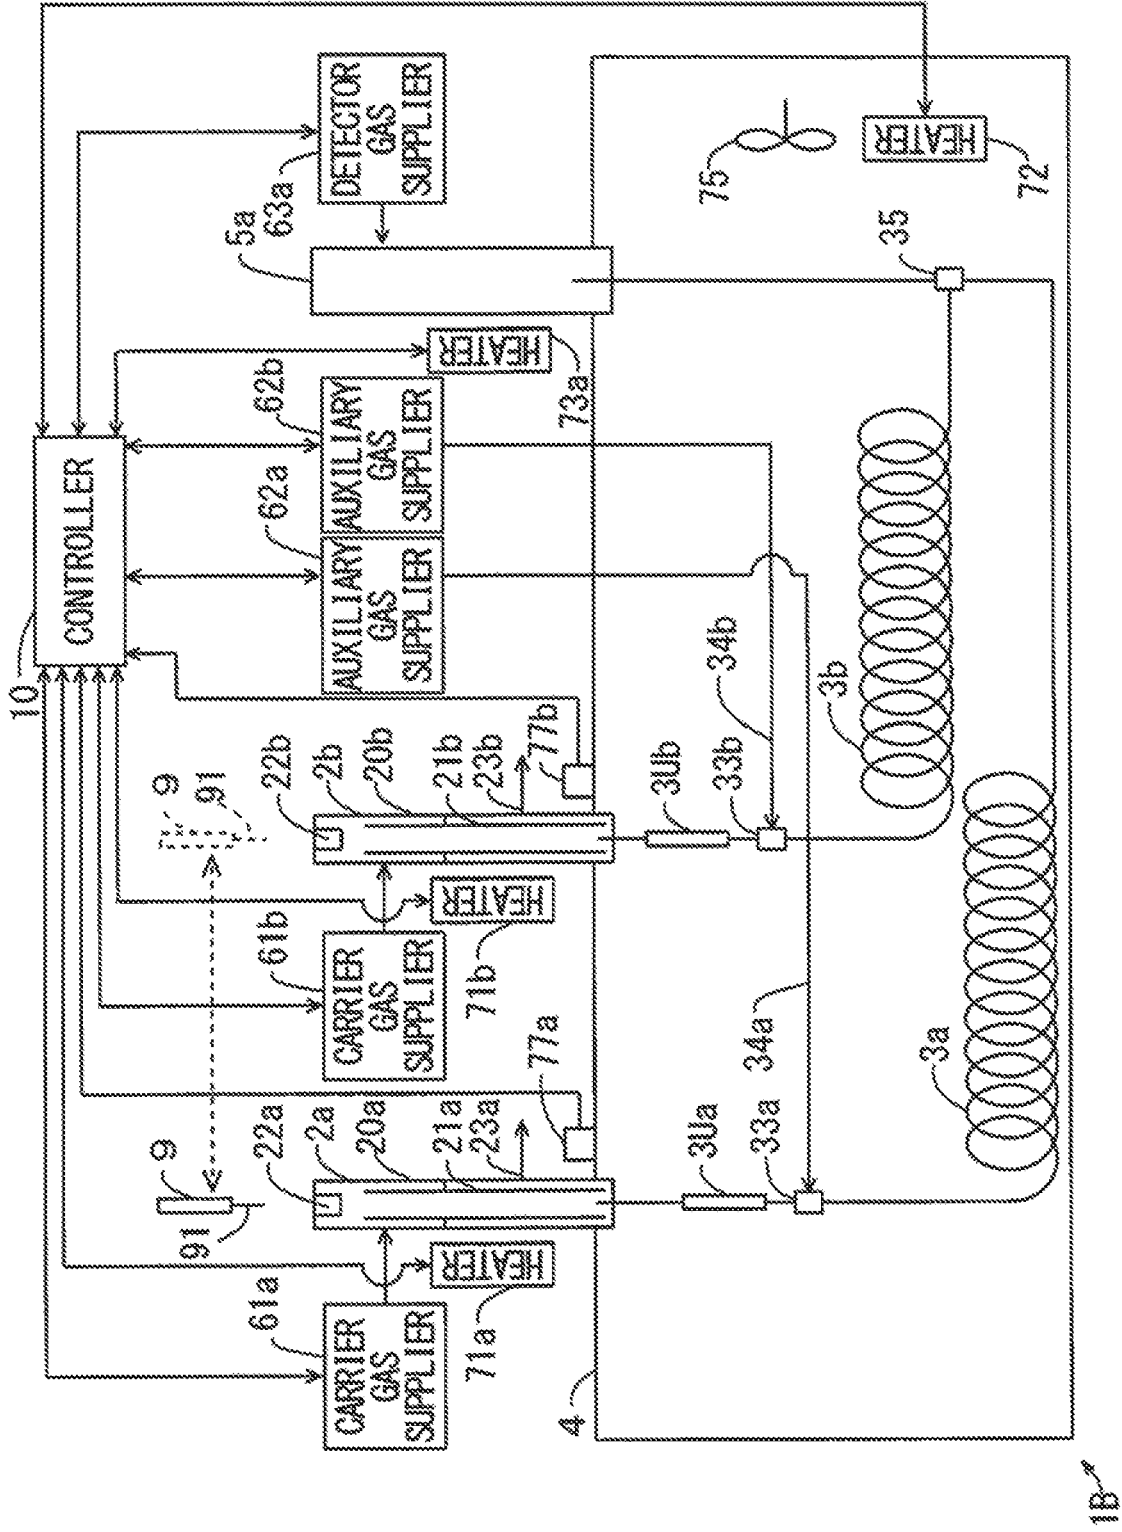 10
CONTROLLER
DETECTOR
GAS
SUPPLIER
63a
5a
62b
AUXILIARY
GAS
SUPPLIER
HEATER
73a
62a
AUXILIARY
GAS
SUPPLIER
75
HEATER
72
35
9
91
22b
2b
20b
21b
23b
77b
61b
CARRIER
GAS
SUPPLIER
HEATER
71b
3Ub
33b
34b
3b
9
91
22a
2a
20a
21a
23a
77a
61a
CARRIER
GAS
SUPPLIER
HEATER
71a
3Ua
33a
34a
3a
4
1B